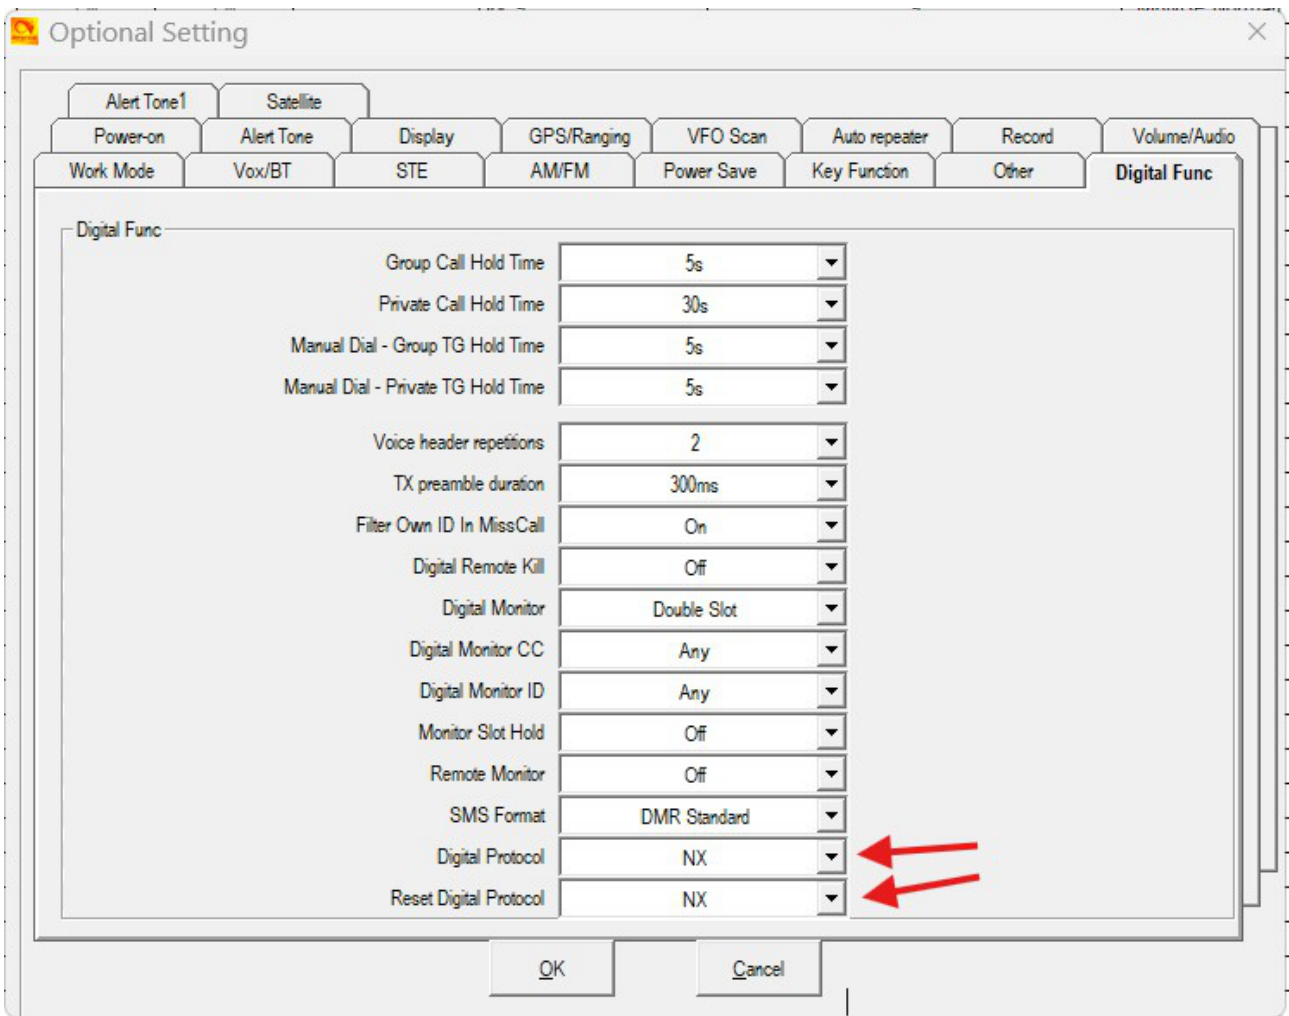 Optional Setting
Alert Tone1 Satellite
Power-on Alert Tone Display GPS/Ranging VFO Scan Auto repeater Record Volume/Audio
Work Mode Vox/BT STE AM/FM Power Save Key Function Other Digital Func
Digital Func
Group Call Hold Time 5s
Private Call Hold Time 30s
Manual Dial - Group TG Hold Time 5s
Manual Dial - Private TG Hold Time 5s
Voice header repetitions 2
TX preamble duration 300ms
Filter Own ID In MissCall On
Digital Remote Kill Off
Digital Monitor Double Slot
Digital Monitor CC Any
Digital Monitor ID Any
Monitor Slot Hold Off
Remote Monitor Off
SMS Format DMR Standard
Digital Protocol NX
Reset Digital Protocol NX
OK Cancel